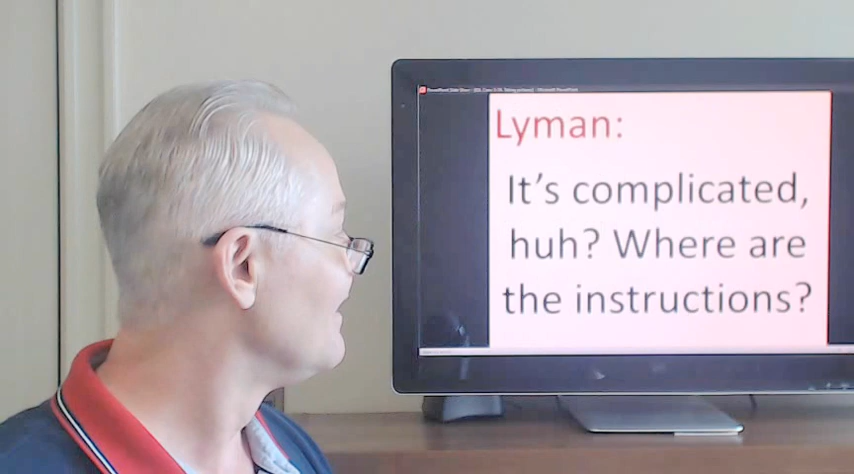 Lyman:
It's complicated,
huh? Where are
the instructions?